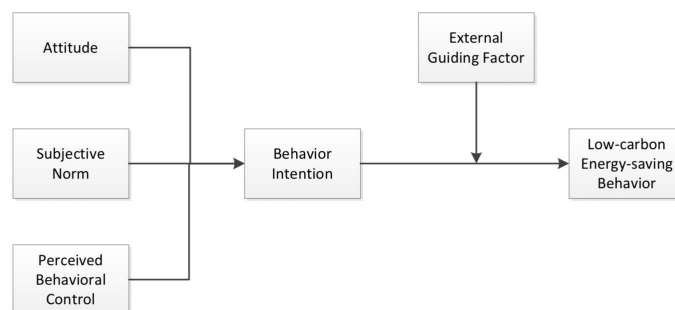 Attitude
External
Guiding Factor
Subjective
Norm
Behavior
Intention
Low-carbon
Energy-saving
Behavior
Perceived
Behavioral
Control